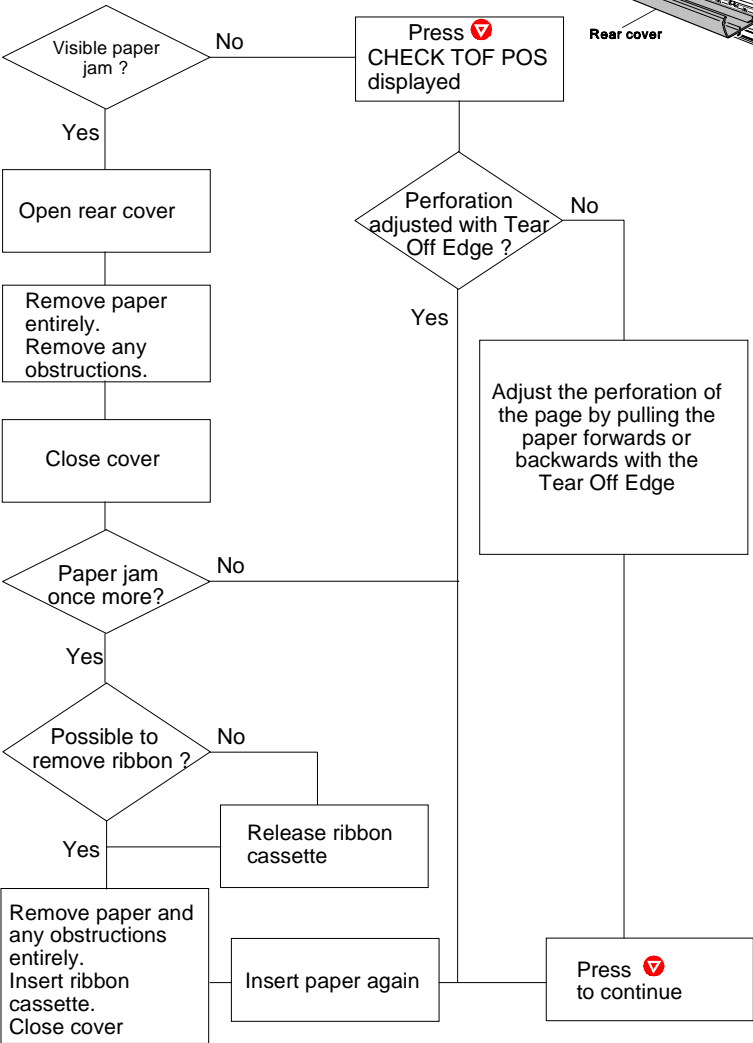 Rear cover
Visible paper
jam ?
No
Yes
Press
CHECK TOF POS
displayed
Open rear cover
Perforation
adjusted with Tear
Off Edge ?
No
Yes
Remove paper
entirely.
Remove any
obstructions.
Adjust the perforation of
the page by pulling the
paper forwards or
backwards with the
Tear Off Edge
Close cover
Paper jam
once more?
No
Yes
Possible to
remove ribbon ?
No
Yes
Release ribbon
cassette
Remove paper and
any obstructions
entirely.
Insert ribbon
cassette.
Close cover
Insert paper again
Press
to continue